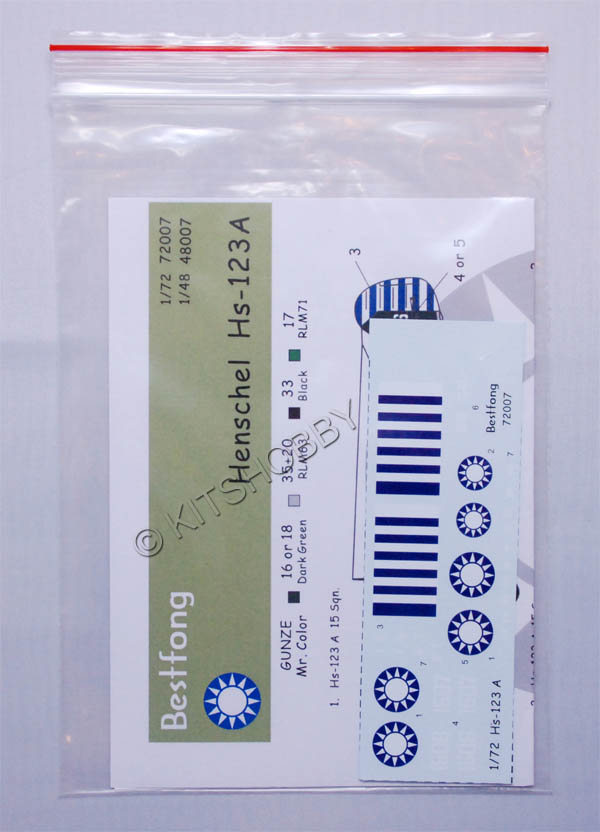 Bestfong
1/72 72007
1/48 48007
Henschel Hs-123A
GUNZE
Mr. Color
16 or 18
Dark Green
35+20
RLM63
33
Black
17
RLM71
1. Hs-123 A 15 Sqn.
3
4 or 5
3
1
7
4
5
1
2
7
6
Bestfong
72007
1/72 Hs-123 A
© KITSHOBBY